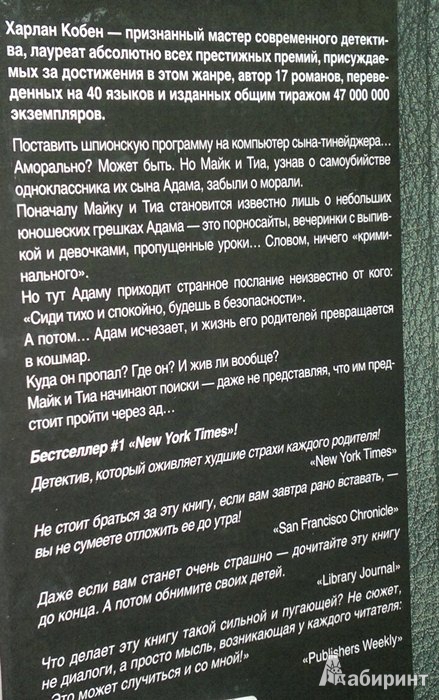 Харлан Кобен — признанный мастер современного детекти-
ва, лауреат абсолютно всех престижных премий, присуждае-
мых за достижения в этом жанре, автор 17 романов, переве-
денных на 40 языков и изданных общим тиражом 47 000 000
экземпляров.
Поставить шпионскую программу на компьютер сына-тинейджера...
Аморально? Может быть. Но Майк и Тиа, узнав о самоубийстве
одноклассника их сына Адама, забыли о морали.
Поначалу Майку и Тиа становится известно лишь о небольших
юношеских грешках Адама — это порносайты, вечеринки с выпив-
кой и девочками, пропущенные уроки... Словом, ничего «крими-
нального».
Но тут Адаму приходит странное послание неизвестно от кого:
«Сиди тихо и спокойно, будешь в безопасности».
А потом... Адам исчезает, и жизнь его родителей превращается
в кошмар.
Куда он пропал? Где он? И жив ли вообще?
Майк и Тиа начинают поиски — даже не представляя, что им пред-
стоит пройти через ад...
Бестселлер #1 «New York Times»!
Детектив, который оживляет худшие страхи каждого родителя!
«New York Times»
Не стоит браться за эту книгу, если вам завтра рано вставать, —
вы не сумеете отложить ее до утра!
«San Francisco Chronicle»
Даже если вам станет очень страшно — дочитайте эту книгу
до конца. А потом обнимите своих детей.
«Library Journal»
Что делает эту книгу такой сильной и пугающей? Не сюжет,
не диалоги, а просто мысль, возникающая у каждого читателя:
«Это может случиться и со мной!»
«Publishers Weekly»
Лабиринт